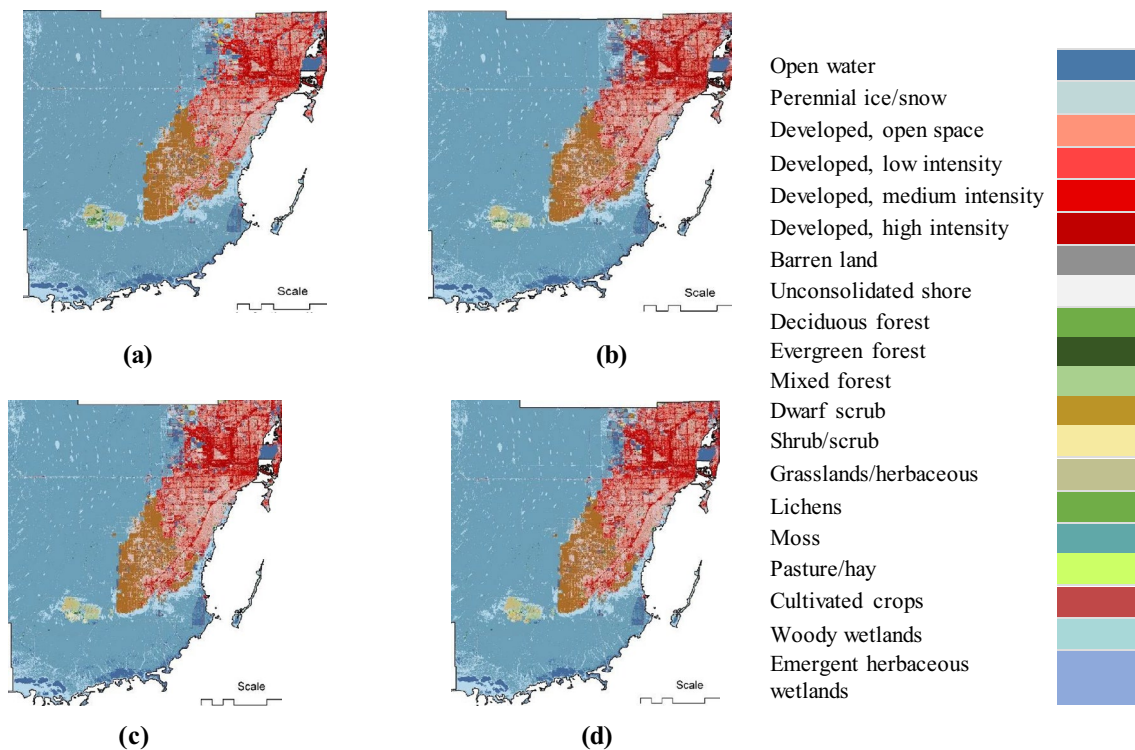 Scale
(a)
Scale
(b)
Scale
(c)
Scale
(d)
Open water
Perennial ice/snow
Developed, open space
Developed, low intensity
Developed, medium intensity
Developed, high intensity
Barren land
Unconsolidated shore
Deciduous forest
Evergreen forest
Mixed forest
Dwarf scrub
Shrub/scrub
Grasslands/herbaceous
Lichens
Moss
Pasture/hay
Cultivated crops
Woody wetlands
Emergent herbaceous
wetlands